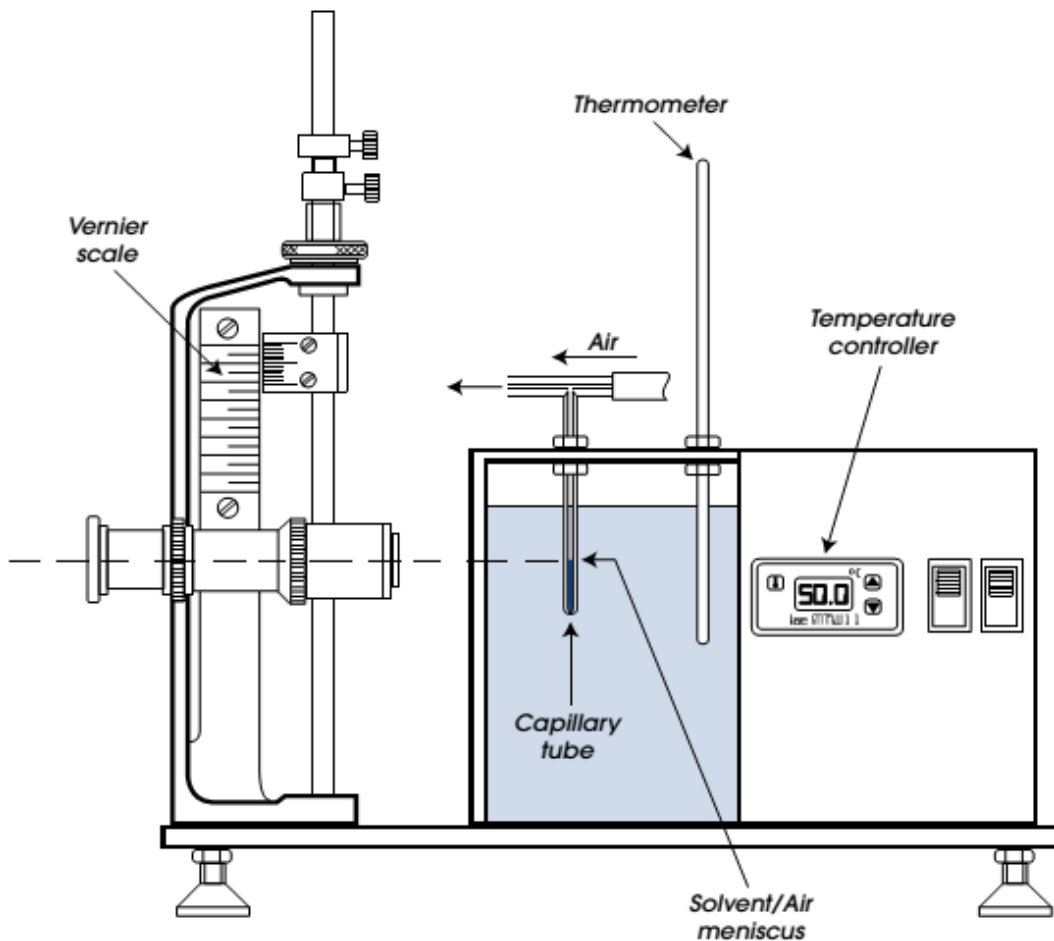 Thermometer
Vernier
scale
Air
Temperature
controller
°C
50.0
Capillary
tube
Solvent/Air
meniscus